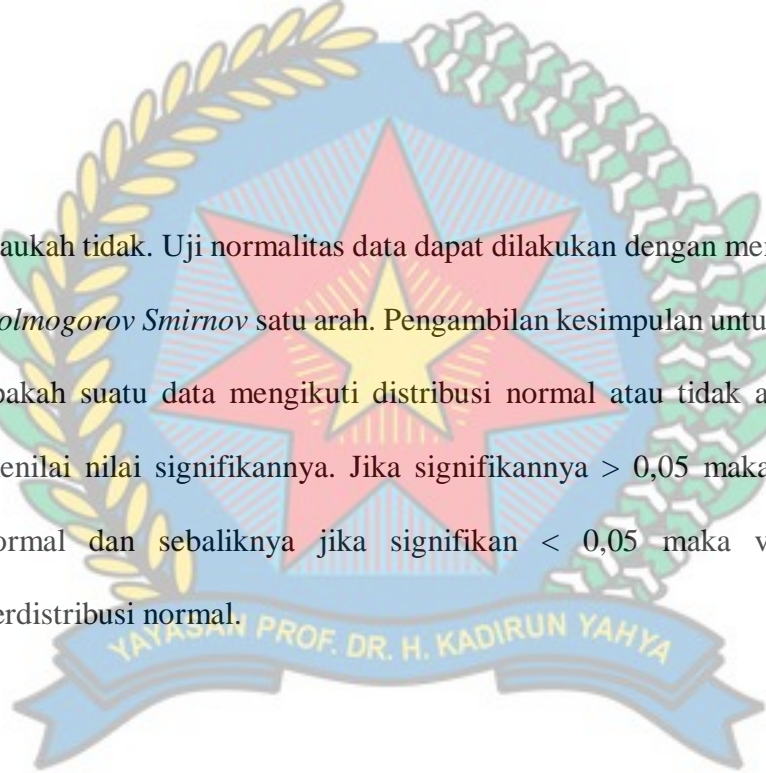 aukah tidak. Uji normalitas data dapat dilakukan dengan
olmogorov Smirnov satu arah. Pengambilan kesimpulan
pakah suatu data mengikuti distribusi normal atau tidak
enilai nilai signifikannya. Jika signifikannya > 0,05 maka
ormal dan sebaliknya jika signifikan < 0,05 maka
erdistribusi normal.
YAYASAN PROF. DR. H. KADIRUN YAHYA